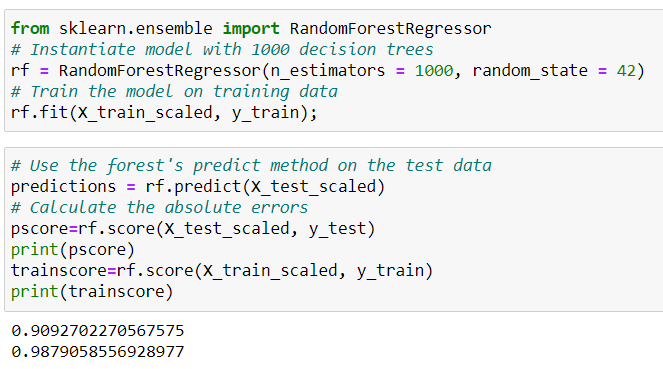 from sklearn.ensemble import RandomForestRegressor
# Instantiate model with 1000 decision trees
rf = RandomForestRegressor(n_estimators = 1000, random_state = 42)
# Train the model on training data
rf.fit(X_train_scaled, y_train);
# Use the forest's predict method on the test data
predictions = rf.predict(X_test_scaled)
# Calculate the absolute errors
pscore=rf.score(X_test_scaled, y_test)
print(pscore)
trainscore=rf.score(X_train_scaled, y_train)
print(trainscore)
0.9092702270567575
0.9879058556928977